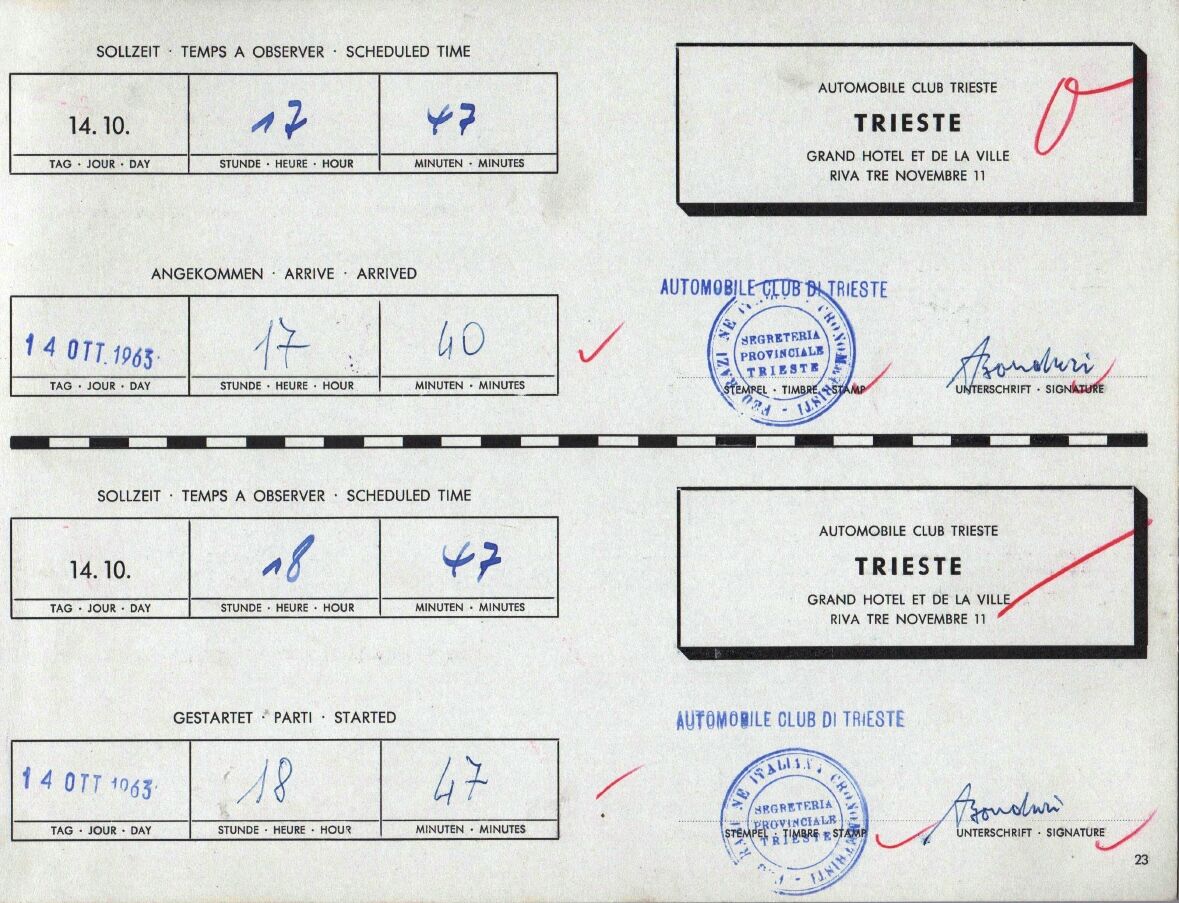 SOLLZEIT · TEMPS A OBSERVER · SCHEDULED TIME
14. 10. 17 47
TAG · JOUR · DAY STUNDE · HEURE · HOUR MINUTEN · MINUTES
AUTOMOBILE CLUB TRIESTE
TRIESTE
GRAND HOTEL ET DE LA VILLE
RIVA TRE NOVEMBRE 11
0
ANGEKOMMEN · ARRIVE · ARRIVED
14 OTT. 1963 17 40
TAG · JOUR · DAY STUNDE · HEURE · HOUR MINUTEN · MINUTES
AUTOMOBILE CLUB DI TRIESTE
SEGRETERIA
PROVINCIALE
TRIESTE
STEMPEL · TIMBRE · STAMP UNTERSCHRIFT · SIGNATURE
SOLLZEIT · TEMPS A OBSERVER · SCHEDULED TIME
14. 10. 18 47
TAG · JOUR · DAY STUNDE · HEURE · HOUR MINUTEN · MINUTES
AUTOMOBILE CLUB TRIESTE
TRIESTE
GRAND HOTEL ET DE LA VILLE
RIVA TRE NOVEMBRE 11
GESTARTET · PARTI · STARTED
14 OTT 1963 18 47
TAG · JOUR · DAY STUNDE · HEURE · HOUR MINUTEN · MINUTES
AUTOMOBILE CLUB DI TRIESTE
ITALIANA
SEGRETERIA
PROVINCIALE
TRIESTE
STEMPEL · TIMBRE · STAMP UNTERSCHRIFT · SIGNATURE
23